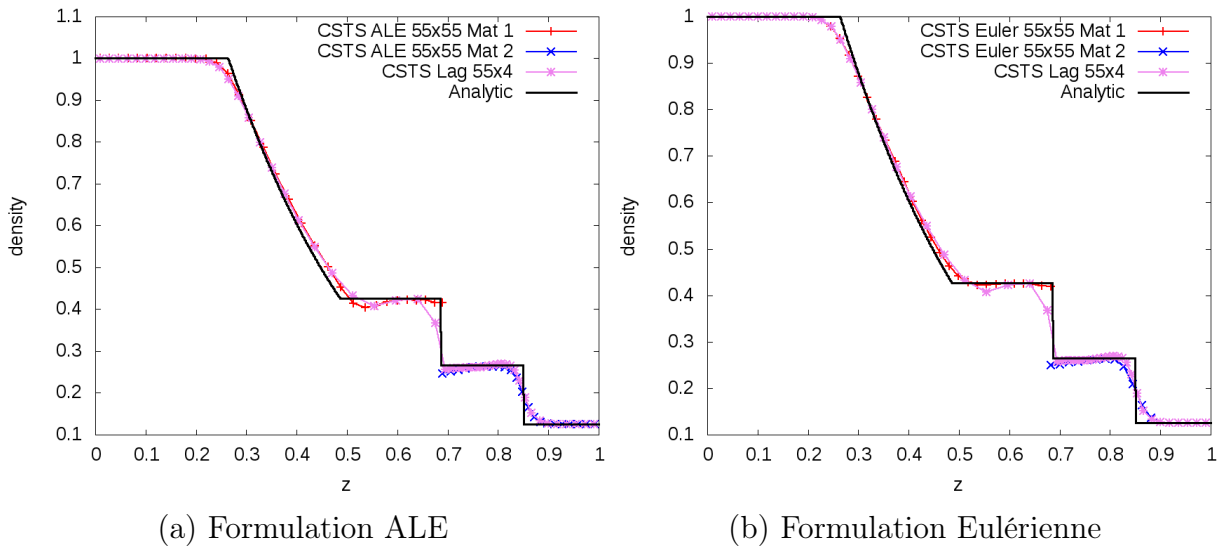 CSTS ALE 55x55 Mat 1
CSTS ALE 55x55 Mat 2
CSTS Lag 55x4
Analytic
1.1
1
0.9
0.8
0.7
0.6
0.5
0.4
0.3
0.2
0.1
density
0 0.1 0.2 0.3 0.4 0.5 0.6 0.7 0.8 0.9 1
z
(a) Formulation ALE
CSTS Euler 55x55 Mat 1
CSTS Euler 55x55 Mat 2
CSTS Lag 55x4
Analytic
1
0.9
0.8
0.7
0.6
0.5
0.4
0.3
0.2
0.1
density
0 0.1 0.2 0.3 0.4 0.5 0.6 0.7 0.8 0.9 1
z
(b) Formulation Eulérienne